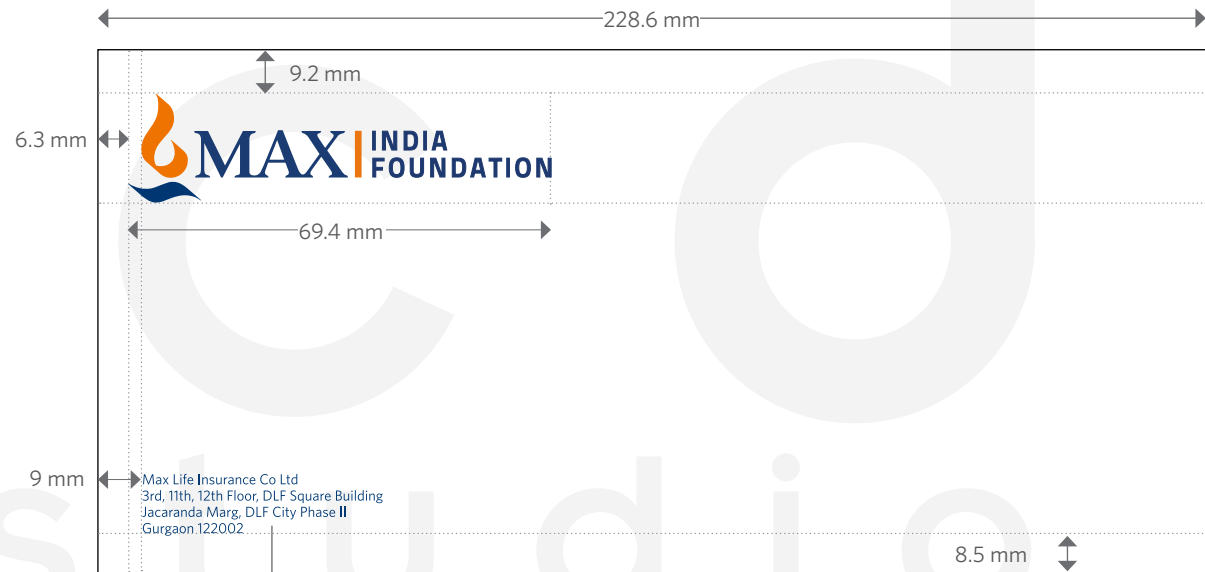 228.6 mm
9.2 mm
6.3 mm
MAX
INDIA
FOUNDATION
69.4 mm
9 mm
Max Life Insurance Co Ltd
3rd, 11th, 12th Floor, DLF Square Building
Jacaranda Marg, DLF City Phase II
Gurgaon 122002
8.5 mm
cd
studio